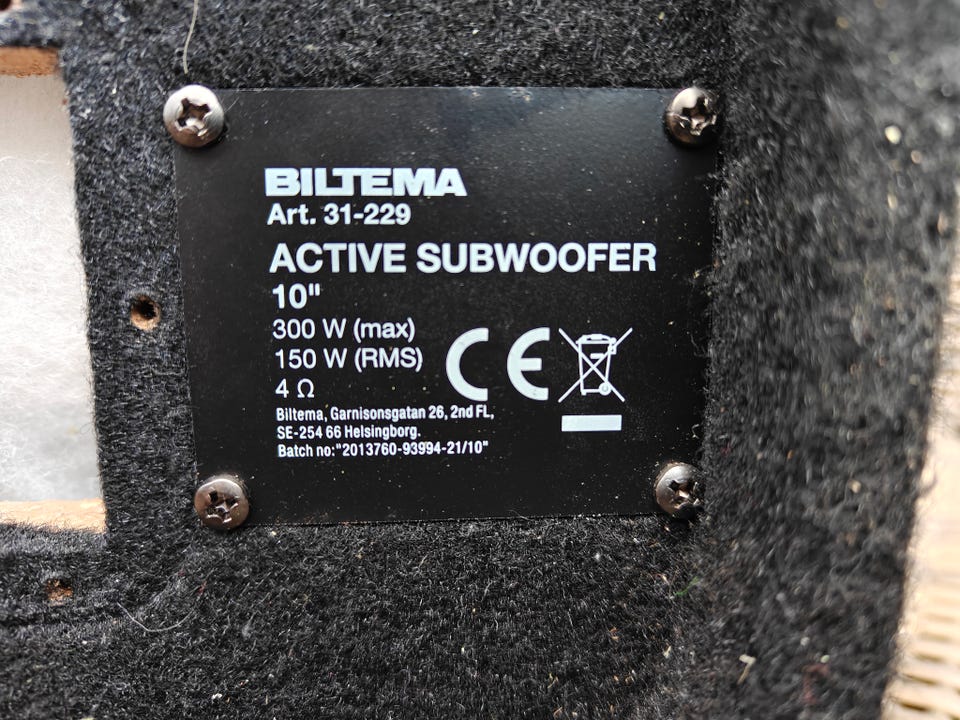 BILTEMA
Art. 31-229
ACTIVE SUBWOOFER
10"
300 W (max)
150 W (RMS)
4 Ω
CE
Biltema, Garnisonsgatan 26, 2nd FL,
SE-254 66 Helsingborg.
Batch no:"2013760-93994-21/10"